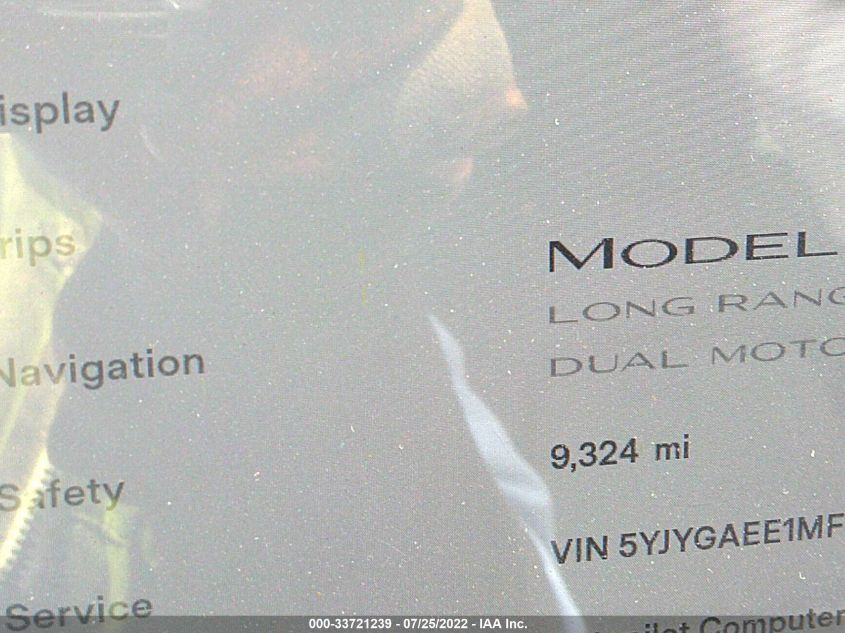 isplay
rips
Navigation
Safety
Service
MODEL
LONG RANG
DUAL MOTO
9,324 mi
VIN 5YJYGAEE1MF
ilot Computer
000-33721239 - 07/25/2022 - IAA Inc.